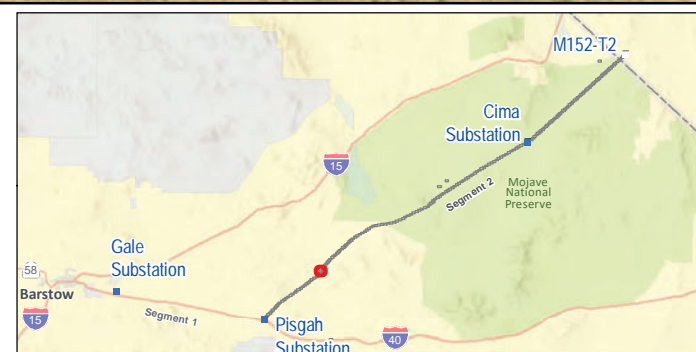 M152-T2
Cima
Substation
15
Mojave
National
Preserve
Segment 2
Gale
Substation
58
Barstow
Segment 1
15
Pisgah
Substation
40